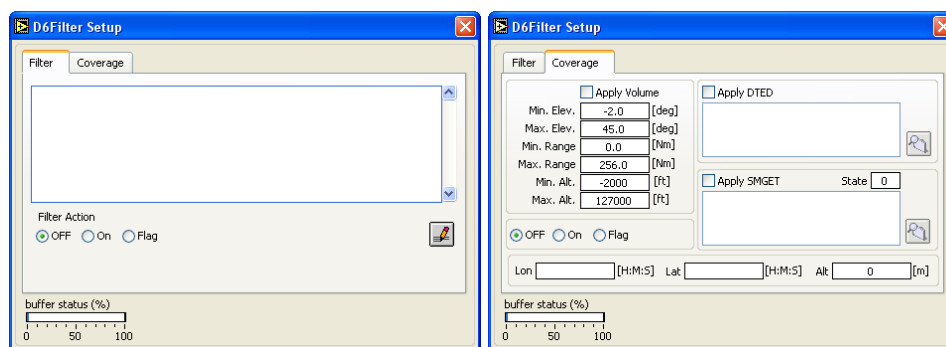 D6Filter Setup
Filter Coverage
Filter Action
OFF On Flag
buffer status (%)
0 50 100
D6Filter Setup
Filter Coverage
Apply Volume
Min. Elev. -2.0 [deg]
Max. Elev. 45.0 [deg]
Min. Range 0.0 [Nm]
Max. Range 256.0 [Nm]
Min. Alt. -2000 [ft]
Max. Alt. 127000 [ft]
OFF On Flag
Apply DTED
Apply SMGET State 0
Lon [H:M:S] Lat [H:M:S] Alt 0 [m]
buffer status (%)
0 50 100